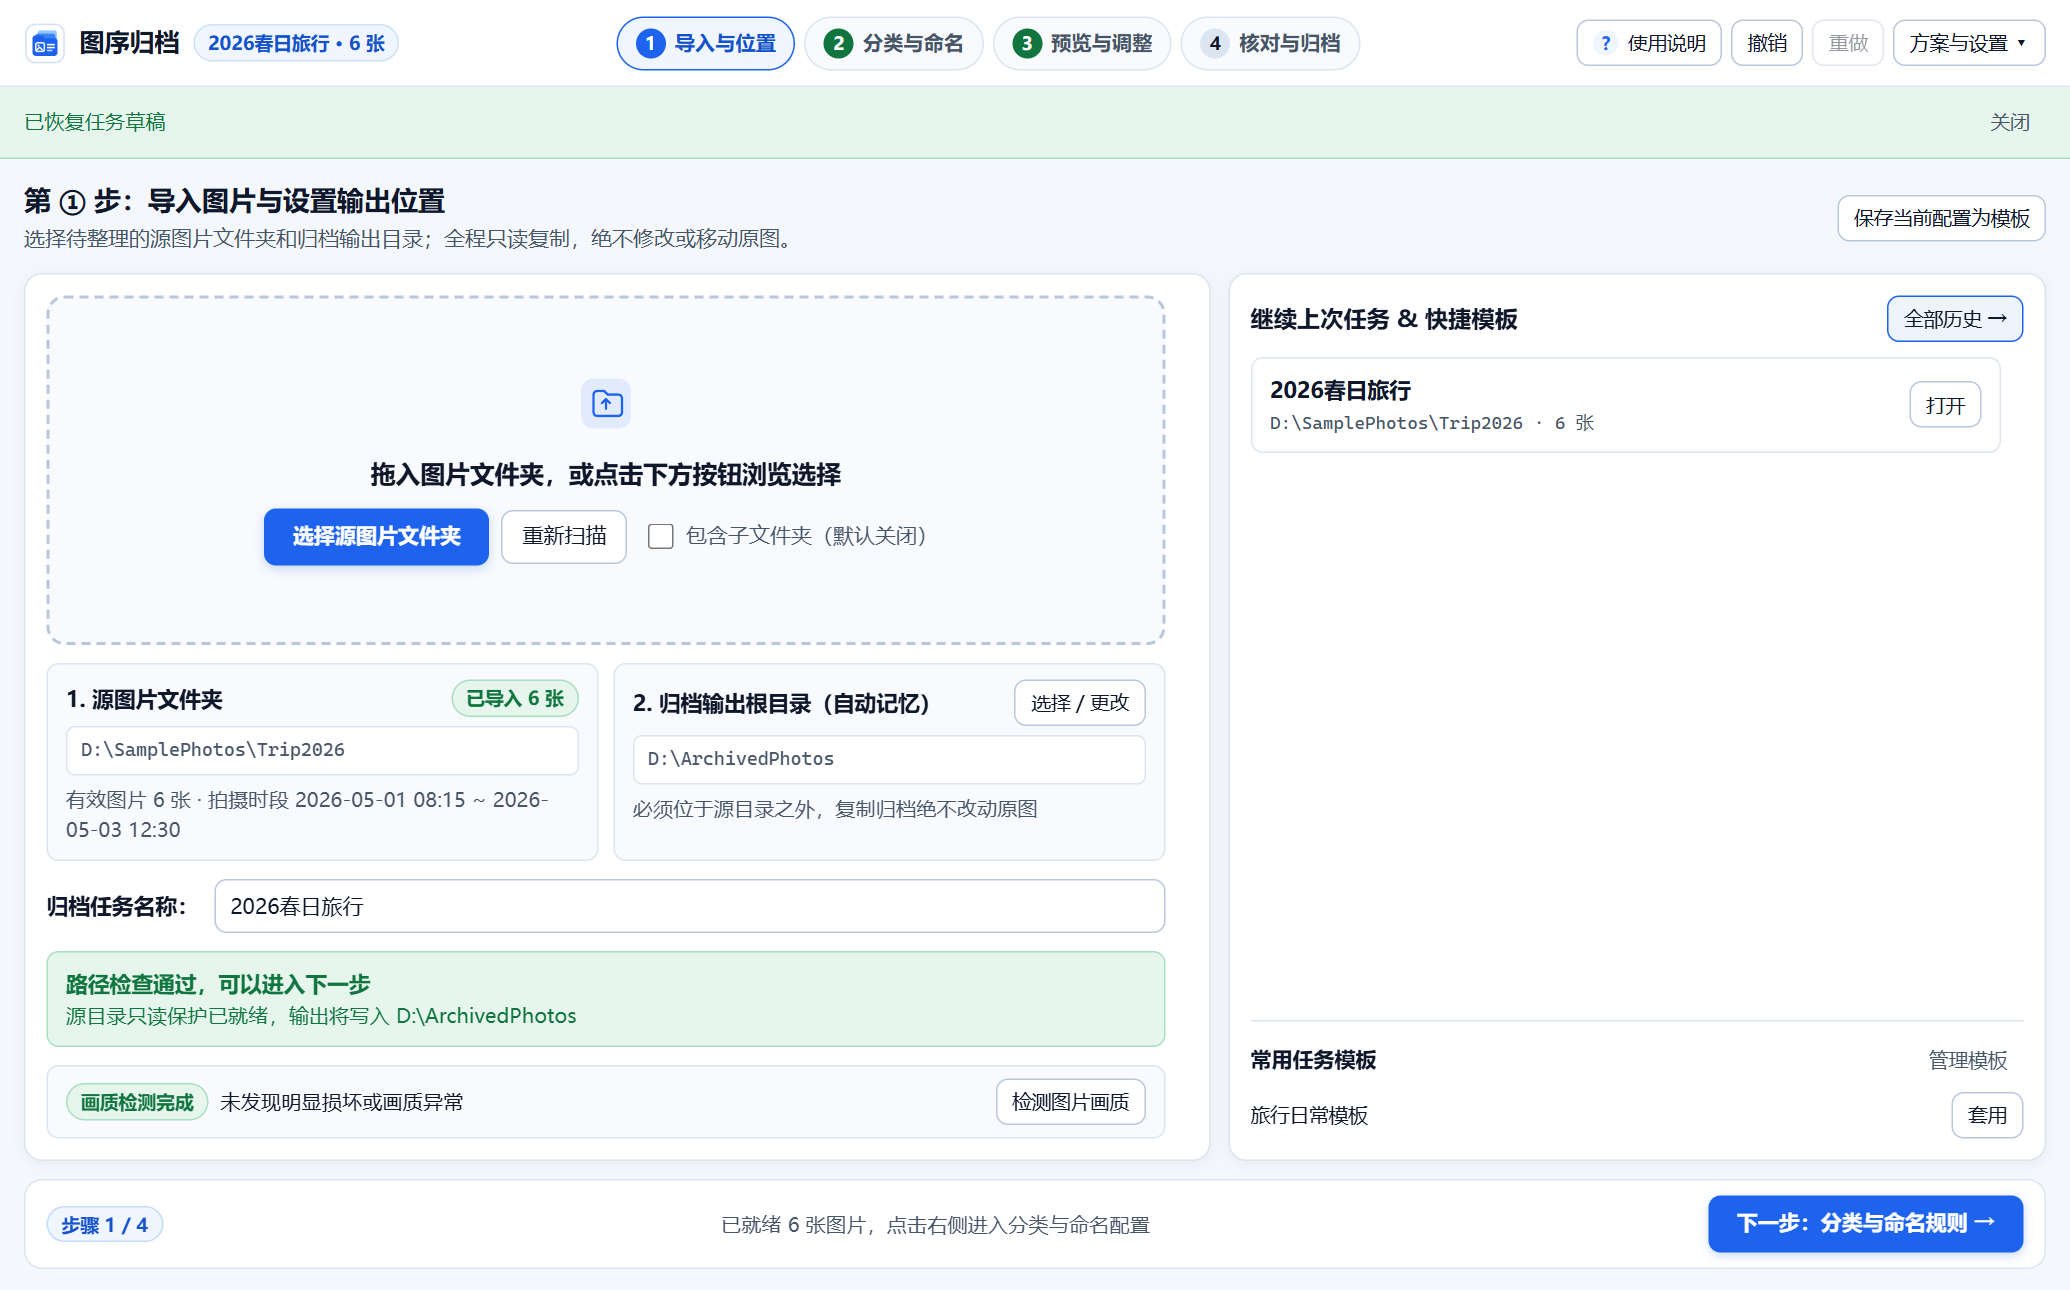 图序归档
2026春日旅行 • 6 张
1 导入与位置
2 分类与命名
3 预览与调整
4 核对与归档
? 使用说明
撤销
重做
方案与设置 ▾
已恢复任务草稿
关闭
第 ① 步：导入图片与设置输出位置
选择待整理的源图片文件夹和归档输出目录；全程只读复制，绝不修改或移动原图。
保存当前配置为模板
拖入图片文件夹，或点击下方按钮浏览选择
选择源图片文件夹
重新扫描
包含子文件夹（默认关闭）
1. 源图片文件夹
已导入 6 张
D:\SamplePhotos\Trip2026
有效图片 6 张 · 拍摄时段 2026-05-01 08:15 ~ 2026-
05-03 12:30
2. 归档输出根目录（自动记忆）
选择 / 更改
D:\ArchivedPhotos
必须位于源目录之外，复制归档绝不改动原图
归档任务名称：
2026春日旅行
路径检查通过，可以进入下一步
源目录只读保护已就绪，输出将写入 D:\ArchivedPhotos
画质检测完成
未发现明显损坏或画质异常
检测图片画质
继续上次任务 & 快捷模板
全部历史 →
2026春日旅行
D:\SamplePhotos\Trip2026 · 6 张
打开
常用任务模板
管理模板
旅行日常模板
套用
步骤 1 / 4
已就绪 6 张图片，点击右侧进入分类与命名配置
下一步：分类与命名规则 →